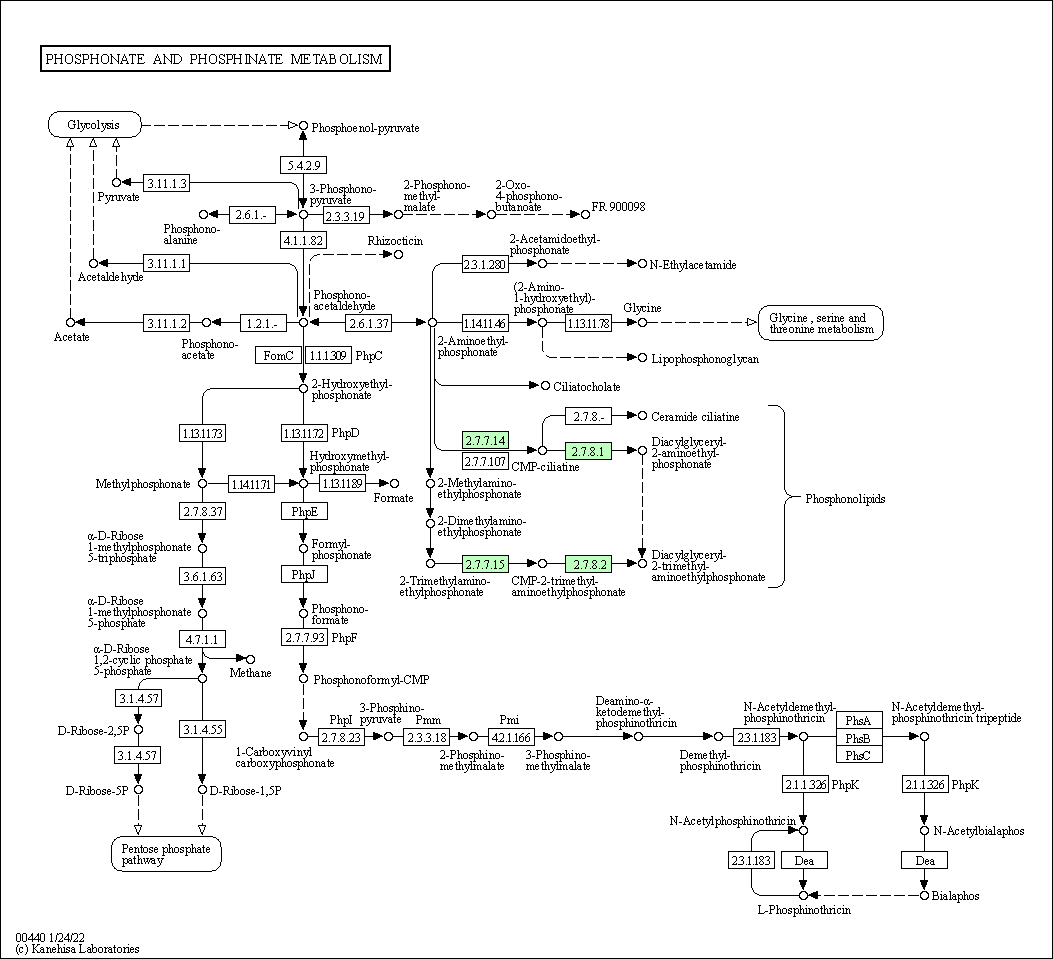 PHOSPHONATE AND PHOSPHINATE METABOLISM
Glycolysis
Phosphoenol-pyruvate
5.4.2.9
3.11.1.3
Pyruvate
3-Phosphono-
pyruvate
2-Phosphono-
methyl-
malate
2-Oxo-
4-phosphono-
butanoate
FR 900098
2.6.1.-
2.3.3.19
Phosphono-
alanine
4.1.1.82
Rhizocticin
2-Acetamidoethyl-
phosphonate
3.11.1.1
Acetaldehyde
2.3.1.280
N-Ethylacetamide
Phosphono-
acetaldehyde
(2-Amino-
1-hydroxyethyl)-
phosphonate
Glycine
3.11.1.2
1.2.1.-
2.6.1.37
1.14.11.46
1.13.11.78
Glycine , serine and
threonine metabolism
Acetate
Phosphono-
acetate
2-Aminoethyl-
phosphonate
FomC
1.1.1.309
PhpC
Lipophosphonoglycan
2-Hydroxyethyl-
phosphonate
Ciliatocholate
2.7.8.-
Ceramide ciliatine
1.13.11.73
1.13.11.72
PhpD
2.7.7.14
2.7.7.107
CMP-ciliatine
2.7.8.1
Diacylglyceryl-
2-aminoethyl-
phosphonate
Hydroxymethyl-
phosphonate
Methylphosphonate
1.14.11.71
1.13.11.89
Formate
2-Methylamino-
ethylphosphonate
Phosphonolipids
2.7.8.37
PhpE
2-Dimethylamino-
ethylphosphonate
α-D-Ribose
1-methylphosphonate
5-triphosphate
Formyl-
phosphonate
2.7.7.15
2.7.8.2
Diacylglyceryl-
2-trimethyl-
aminoethylphosphonate
3.6.1.63
PhpJ
2-Trimethylamino-
ethylphosphonate
CMP-2-trimethyl-
aminoethylphosphonate
α-D-Ribose
1-methylphosphonate
5-phosphate
Phosphono-
formate
4.7.1.1
2.7.7.93
PhpF
α-D-Ribose
1,2-cyclic phosphate
5-phosphate
Methane
Phosphonoformyl-CMP
3.1.4.57
3.1.4.55
D-Ribose-2,5P
3.1.4.57
D-Ribose-5P
D-Ribose-1,5P
Pentose phosphate
pathway
PhpI
2.7.8.23
3-Phosphino-
pyruvate
Pmm
2.3.3.18
Pmi
4.2.1.166
Deamino-α-
ketodemethyl-
phosphinothricin
N-Acetyldemethyl-
phosphinothricin
N-Acetyldemethyl-
phosphinothricin tripeptide
2.3.1.183
PhsA
PhsB
PhsC
1-Carboxyvinyl
carboxyphosphonate
2-Phosphino-
methylmalate
3-Phosphino-
methylmalate
Demethyl-
phosphinothricin
2.1.1.326
PhpK
2.1.1.326
PhpK
N-Acetylphosphinothricin
N-Acetylbialaphos
2.3.1.183
Dea
Dea
L-Phosphinothricin
Bialaphos
00440 1/24/22
(c) Kanehisa Laboratories